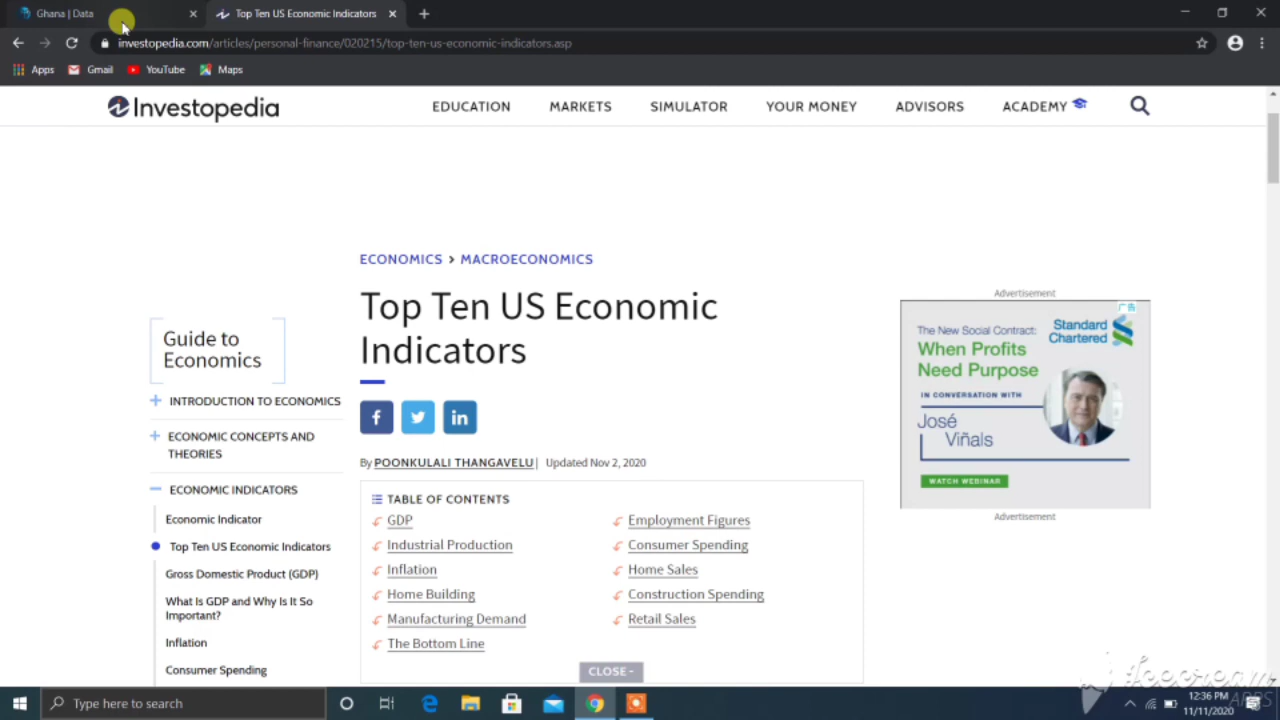 Ghana | Data
Top Ten US Economic Indicators
investopedia.com/articles/personal-finance/020215/top-ten-us-economic-indicators.asp
Apps
Gmail
YouTube
Maps
Investopedia
EDUCATION
MARKETS
SIMULATOR
YOUR MONEY
ADVISORS
ACADEMY
ECONOMICS > MACROECONOMICS
Top Ten US Economic
Indicators
By POONKULALI THANGAVELU | Updated Nov 2, 2020
Guide to
Economics
INTRODUCTION TO ECONOMICS
ECONOMIC CONCEPTS AND
THEORIES
ECONOMIC INDICATORS
Economic Indicator
Top Ten US Economic Indicators
Gross Domestic Product (GDP)
What Is GDP and Why Is It So
Important?
Inflation
Consumer Spending
TABLE OF CONTENTS
GDP
Industrial Production
Inflation
Home Building
Manufacturing Demand
The Bottom Line
Employment Figures
Consumer Spending
Home Sales
Construction Spending
Retail Sales
CLOSE
Advertisement
广告
The New Social Contract:
When Profits
Need Purpose
Standard
Chartered
IN CONVERSATION WITH
José
Viñals
WATCH WEBINAR
Advertisement
Icecream
APPS
Type here to search
12:36 PM
11/11/2020